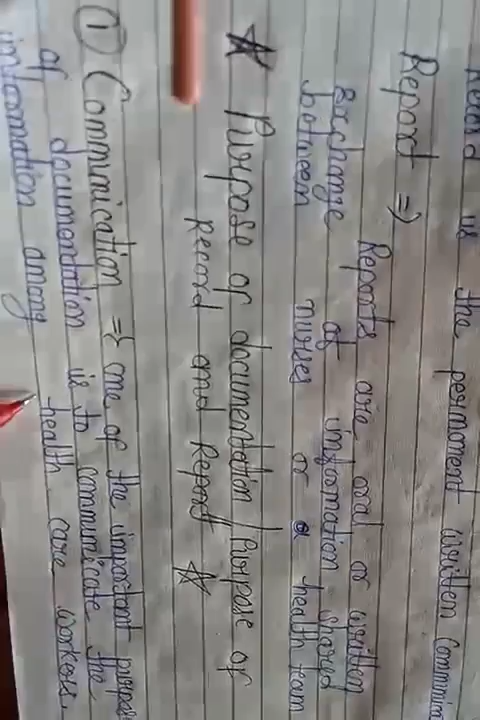 Record is the permanent written Communica
Report => Reports are oral or written
exchange of information shared
between nurses or a health team
☆ Purpose of documentation / Purpose of
record and Report ☆
① Communication => one of the important purpos
of documentation is to communicate the
information among health care workers.